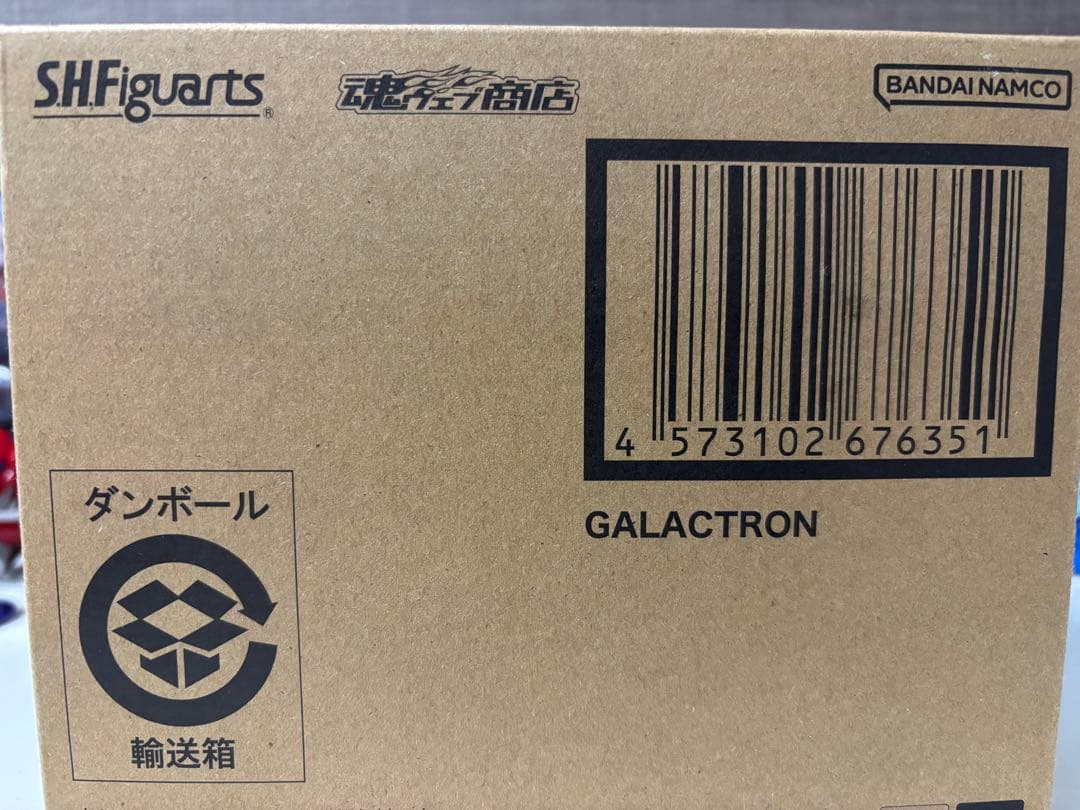 S.H.Figuarts®
魂ウェブ商店
BANDAI NAMCO
4 573102 676351
GALACTRON
ダンボール
輸送箱